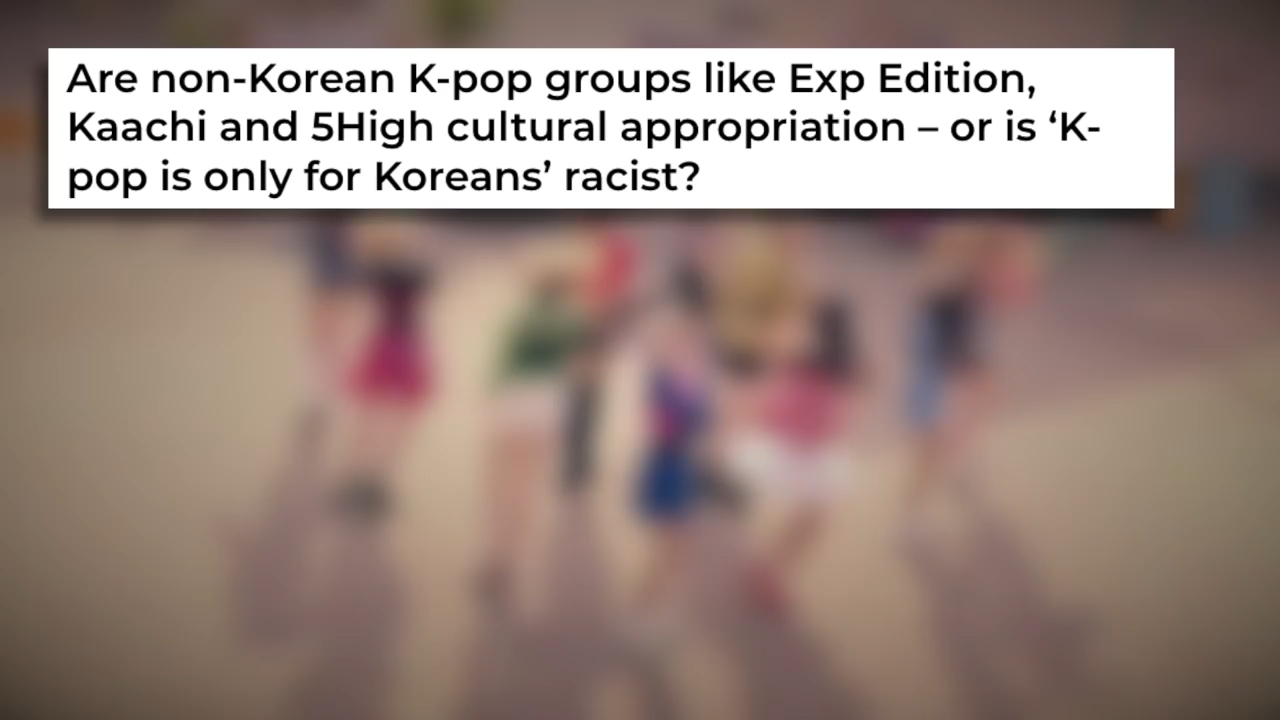 Are non-Korean K-pop groups like Exp Edition,
Kaachi and 5High cultural appropriation – or is ‘K-
pop is only for Koreans’ racist?